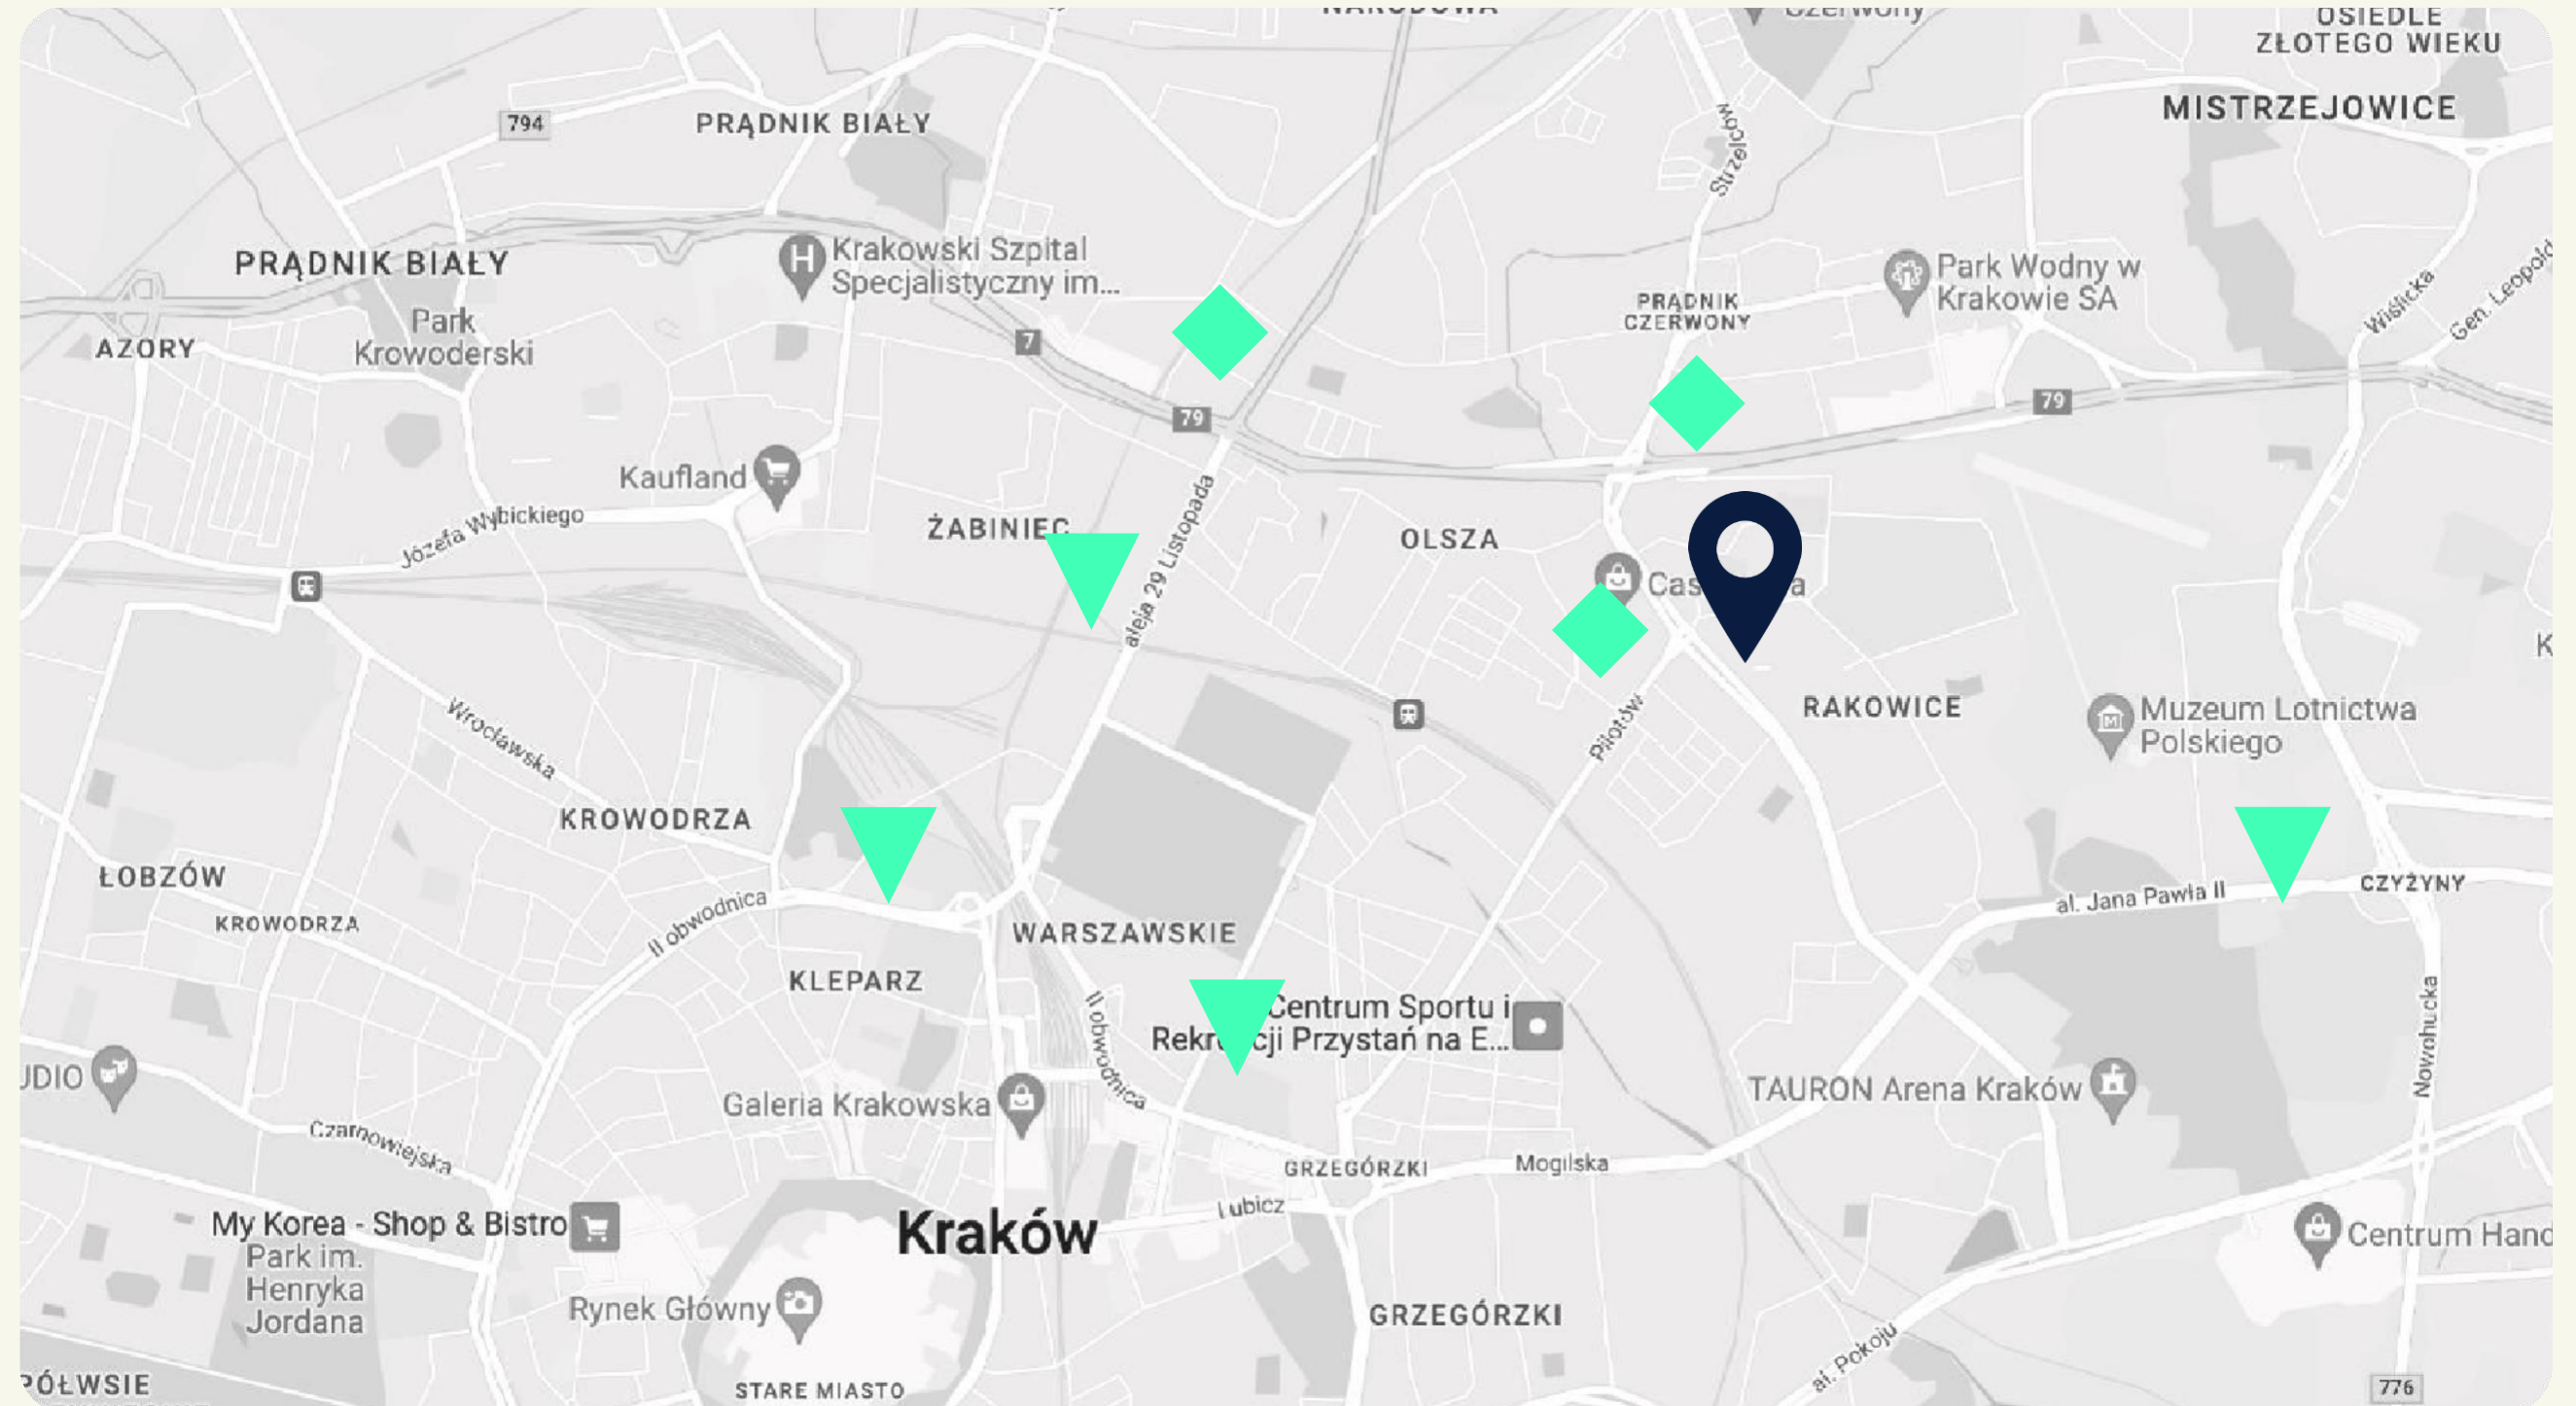 OSIEDLE
ZŁOTEGO WIEKU
MISTRZEJOWICE
794
PRĄDNIK BIAŁY
Strzelców
PRĄDNIK BIAŁY
Krakowski Szpital
Specjalistyczny im...
Park Wodny w
Krakowie SA
PRĄDNIK
CZERWONY
Wiślicka
Gen. Leopold
AZORY
Park
Krowoderski
7
79
79
Kaufland
Józefa Wybickiego
ŻABINIEC
aleja 29 Listopada
OLSZA
RAKOWICE
Pilotów
Muzeum Lotnictwa
Polskiego
Wrocławska
KROWODRZA
ŁOBZÓW
KROWODRZA
II obwodnica
WARSZAWSKIE
KLEPARZ
al. Jana Pawła II
CZYŻYNY
II obwodnica
Centrum Sportu i
Przystań na E...
Nowohucka
TAURON Arena Kraków
Galeria Krakowska
Czarnowiejska
GRZEGÓRZKI
Mogilska
Lubicz
My Korea - Shop & Bistro
Park im.
Henryka
Jordana
Kraków
Centrum Hand
Rynek Główny
GRZEGÓRZKI
al. Pokoju
STARE MIASTO
776